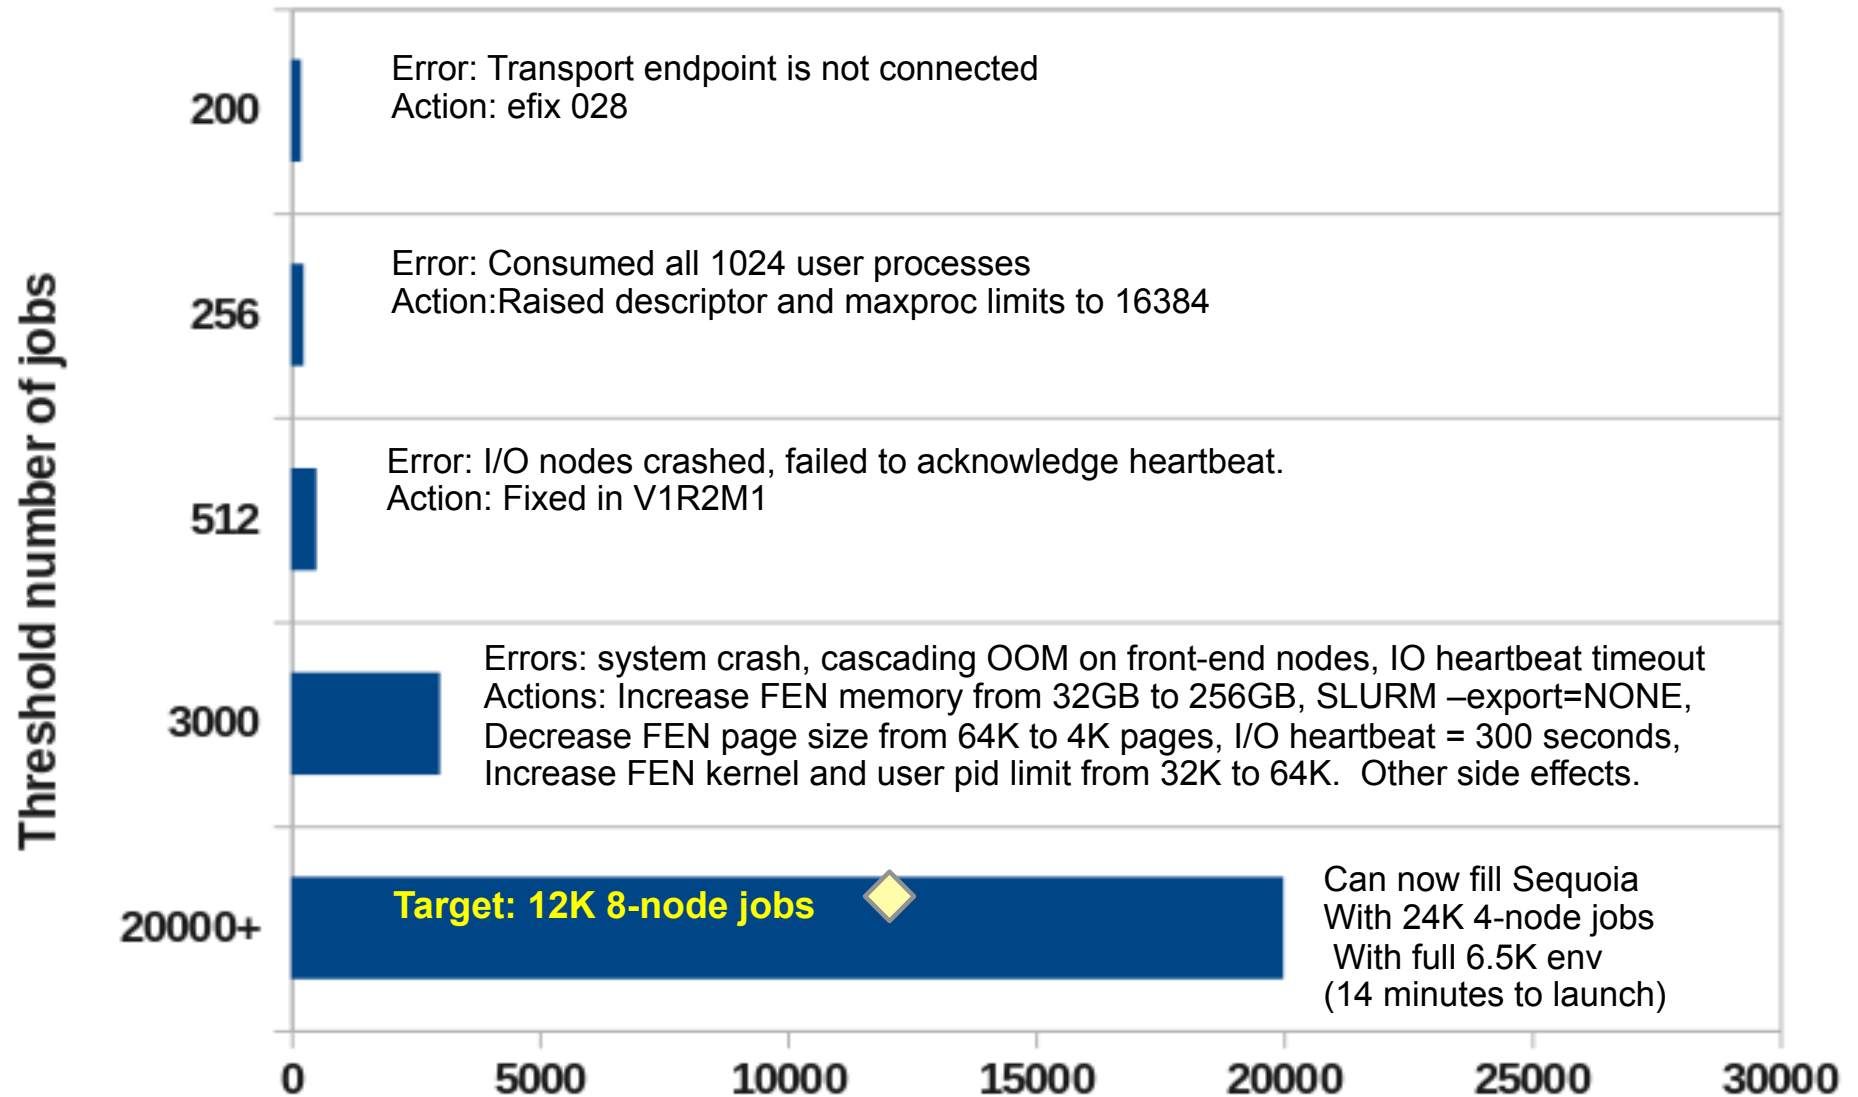 Threshold number of jobs
200
Error: Transport endpoint is not connected
Action: efix 028
256
Error: Consumed all 1024 user processes
Action:Raised descriptor and maxproc limits to 16384
512
Error: I/O nodes crashed, failed to acknowledge heartbeat.
Action: Fixed in V1R2M1
3000
Errors: system crash, cascading OOM on front-end nodes, IO heartbeat timeout
Actions: Increase FEN memory from 32GB to 256GB, SLURM –export=NONE,
Decrease FEN page size from 64K to 4K pages, I/O heartbeat = 300 seconds,
Increase FEN kernel and user pid limit from 32K to 64K.  Other side effects.
20000+
Target: 12K 8-node jobs
Can now fill Sequoia
With 24K 4-node jobs
With full 6.5K env
(14 minutes to launch)
0 5000 10000 15000 20000 25000 30000